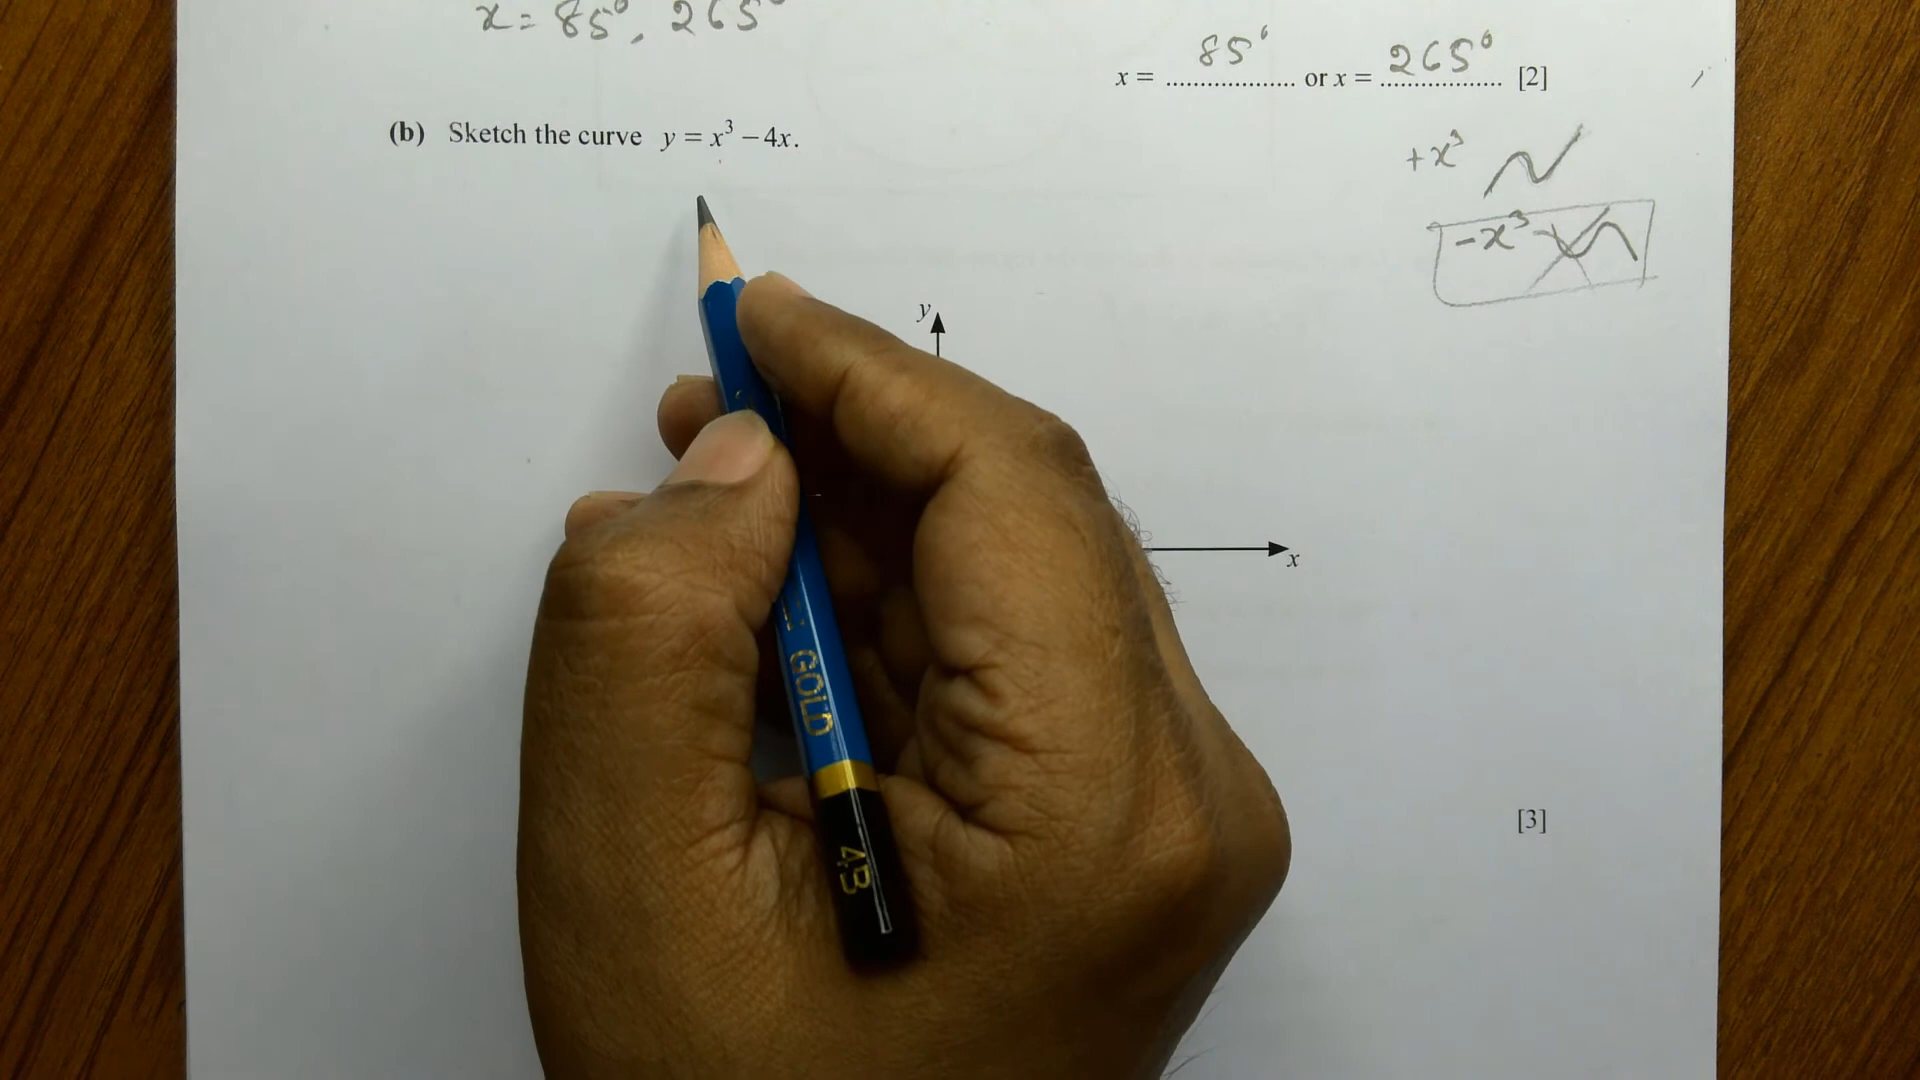 x = 85°, 265°
x = 85° or x = 265° [2]
(b) Sketch the curve y = x³ − 4x.
+x³
−x³
y
x
GOLD
4B
[3]